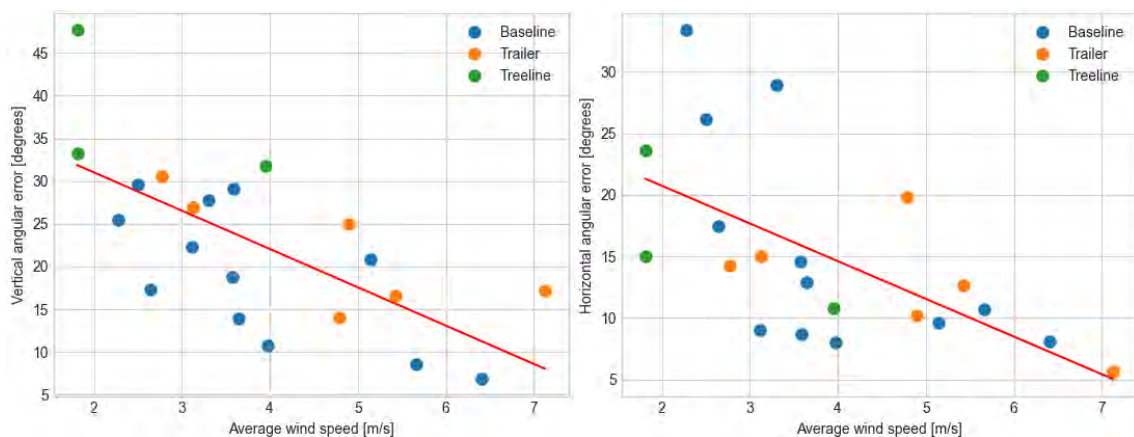 Baseline
Trailer
Treeline
45
40
35
30
25
20
15
10
5
Vertical angular error [degrees]
2 3 4 5 6 7
Average wind speed [m/s]
Baseline
Trailer
Treeline
30
25
20
15
10
5
Horizontal angular error [degrees]
2 3 4 5 6 7
Average wind speed [m/s]